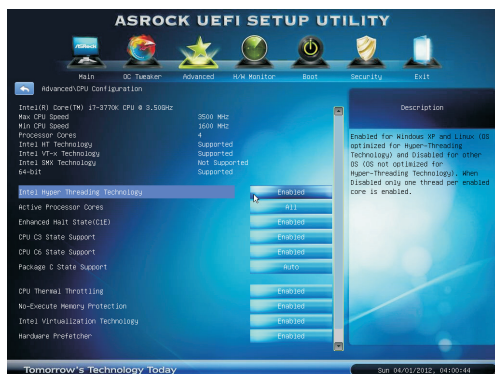 ASROCK UEFI SETUP UTILITY
ASRock
Main OC Tweaker Advanced H/W Monitor Boot Security Exit
Advanced\CPU Configuration
Description
Intel(R) Core(TM) i7-3770K CPU @ 3.50GHz
Max CPU Speed 3500 MHz
Min CPU Speed 1600 MHz
Processor Cores 4
Intel HT Technology Supported
Intel VT-x Technology Supported
Intel SMX Technology Not Supported
64-bit Supported
Enabled for Windows XP and Linux (OS
optimized for Hyper-Threading
Technology) and Disabled for other
OS (OS not optimized for
Hyper-Threading Technology). When
Disabled only one thread per enabled
core is enabled.
Intel Hyper Threading Technology Enabled
Active Processor Cores All
Enhanced Halt State(C1E) Enabled
CPU C3 State Support Enabled
CPU C6 State Support Enabled
Package C State Support Auto
CPU Thermal Throttling Enabled
No-Execute Memory Protection Enabled
Intel Virtualization Technology Enabled
Hardware Prefetcher Enabled
Tomorrow's Technology Today
Sun 04/01/2012, 04:00:44